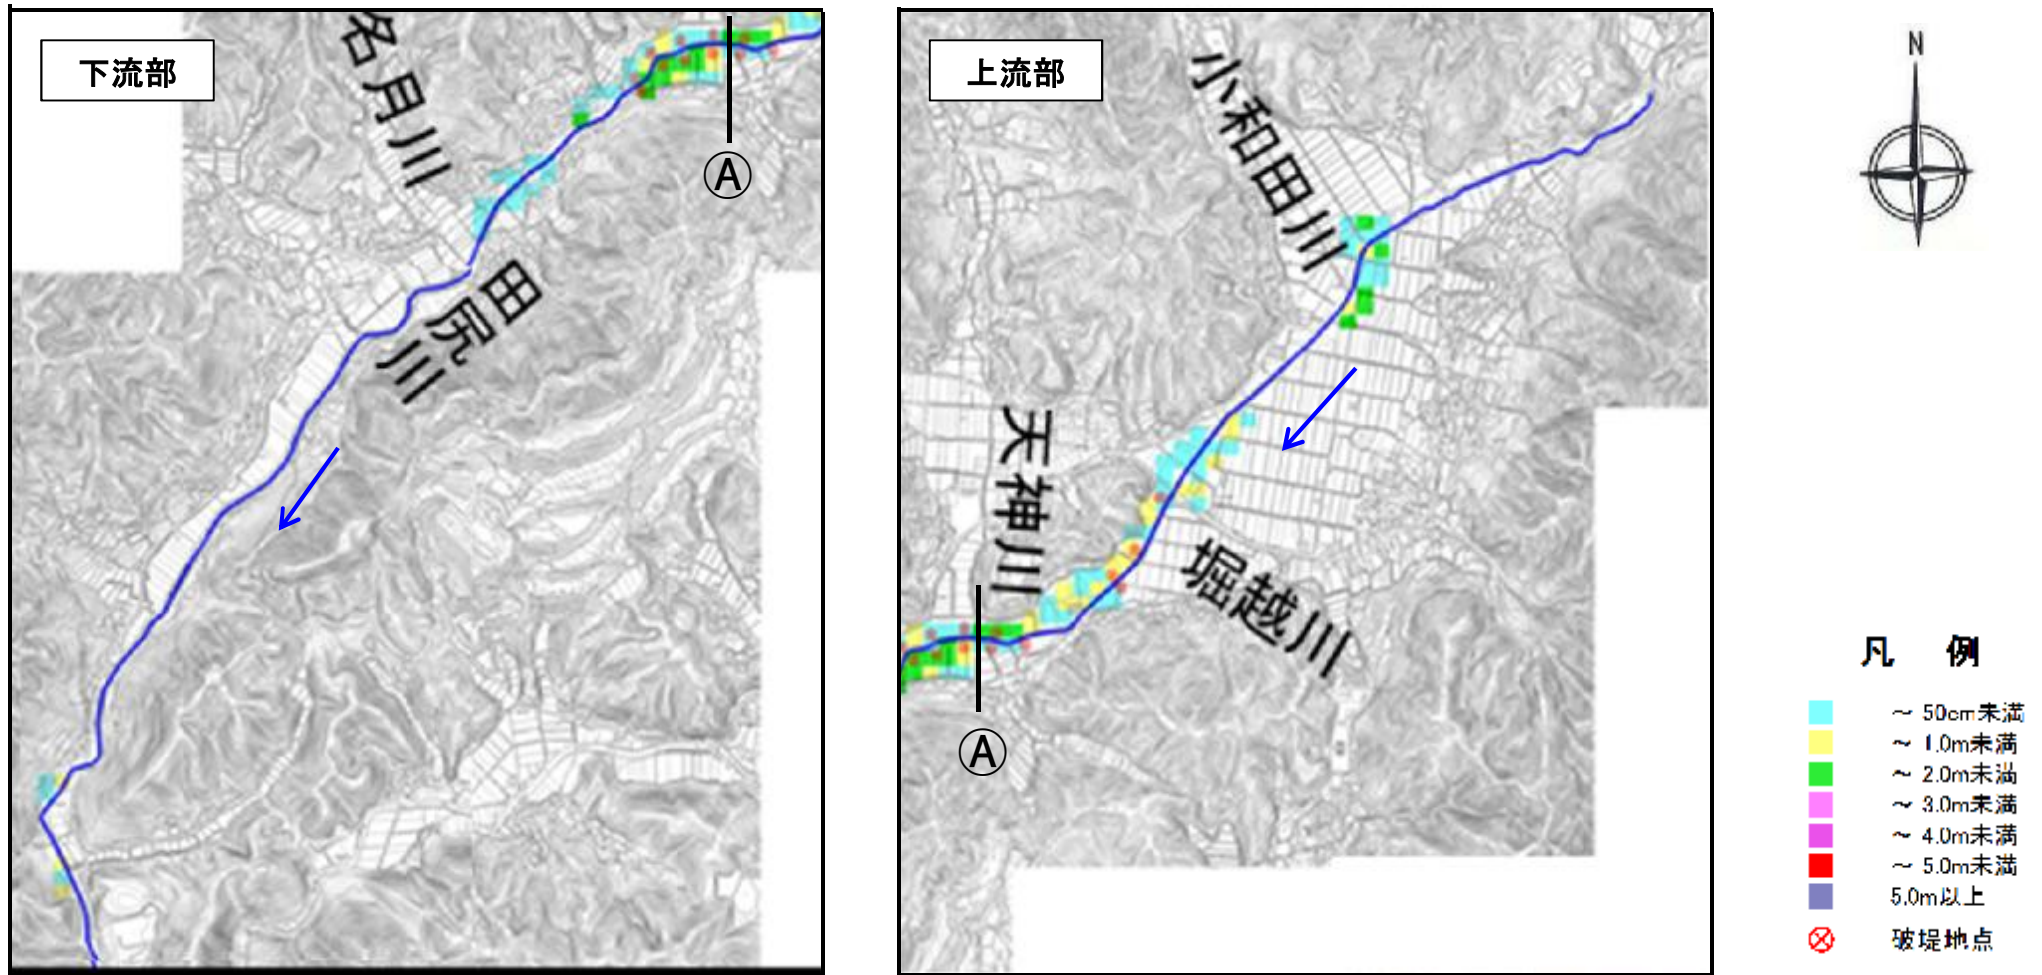 下流部
名月川
田尻川
Ⓐ
上流部
小和田川
天神川
堀越川
Ⓐ
N
凡 例
～ 50cm未満
～ 1.0m未満
～ 2.0m未満
～ 3.0m未満
～ 4.0m未満
～ 5.0m未満
5.0m以上
破堤地点